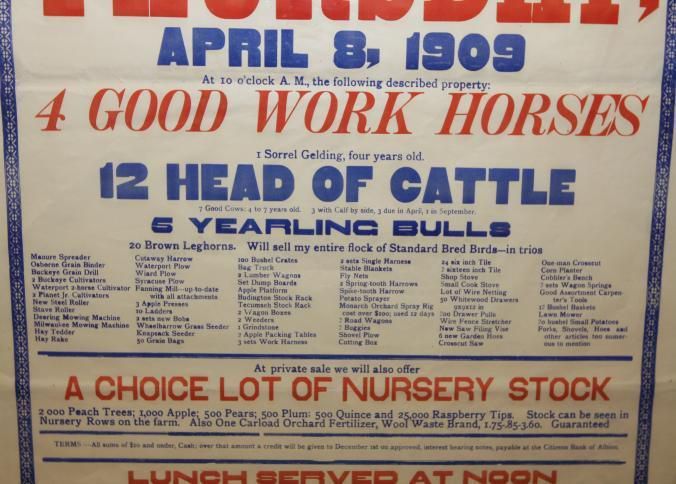 THURSDAY,
APRIL 8, 1909
At 10 o'clock A. M., the following described property:
4 GOOD WORK HORSES
1 Sorrel Gelding, four years old.
12 HEAD OF CATTLE
7 Good Cows: 4 to 7 years old. 3 with Calf by side, 3 due in April, 1 in September.
5 YEARLING BULLS
20 Brown Leghorns. Will sell my entire flock of Standard Bred Birds—in trios
Manure Spreader
Osborne Grain Binder
Buckeye Grain Drill
2 Buckeye Cultivators
Waterport 2-horse Cultivator
2 Planet Jr. Cultivators
New Steel Roller
Stave Roller
Deering Mowing Machine
Milwaukee Mowing Machine
Hay Tedder
Hay Rake
Cutaway Harrow
Waterport Plow
Wiard Plow
Syracuse Plow
Fanning Mill—up-to-date
with all attachments
3 Apple Presses
10 Ladders
2 sets new Bobs
Wheelbarrow Grass Seeder
Knapsack Seeder
50 Grain Bags
100 Bushel Crates
Bag Truck
2 Lumber Wagons
Set Dump Boards
Apple Platform
Budington Stock Rack
Tecumseh Stock Rack
2 Wagon Boxes
2 Weeders
1 Grindstone
2 Apple Packing Tables
3 sets Work Harness
2 sets Single Harness
Stable Blankets
Fly Nets
2 Spring-tooth Harrows
Spike-tooth Harrow
Potato Sprayer
Monarch Orchard Spray Rig
cost over $200; used 12 days
7 Road Wagons
7 Buggies
Shovel Plow
Cutting Box
24 six inch Tile
7 sixteen inch Tile
Shop Stove
Small Cook Stove
Lot of Wire Netting
50 Whitewood Drawers
Drawer Pulls
Wire Fence Stretcher
New Saw Filing Vise
6 new Garden Hoes
Crosscut Saw
One-man Crosscut
Corn Planter
Cobbler's Bench
7 sets Wagon Springs
Good Assortment Carpen-
ter's Tools
17 Bushel Baskets
Lawn Mower
70 bushel Small Potatoes
Forks, Shovels, Hoes and
other articles too numer-
ous to mention
At private sale we will also offer
A CHOICE LOT OF NURSERY STOCK
2 000 Peach Trees; 1,000 Apple; 500 Pears; 500 Plum; 500 Quince and 25,000 Raspberry Tips. Stock can be seen in
Nursery Rows on the farm. Also One Carload Orchard Fertilizer, Wool Waste Brand, 1.75-85-3.60. Guaranteed
TERMS—All sums of $10 and under, Cash; over that amount a credit will be given to December 1st on approved, interest bearing notes, payable at the Citizens Bank of Albion.
LUNCH SERVED AT NOON